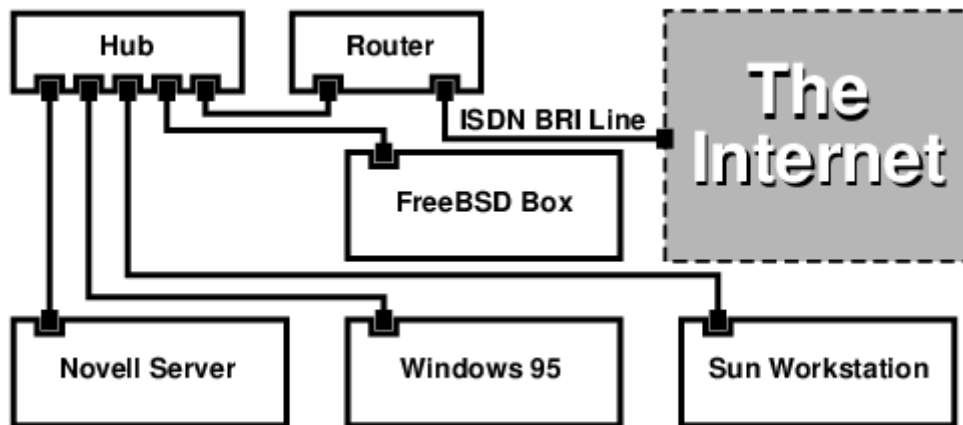 Hub
Router
The
Internet
ISDN BRI Line
FreeBSD Box
Novell Server
Windows 95
Sun Workstation